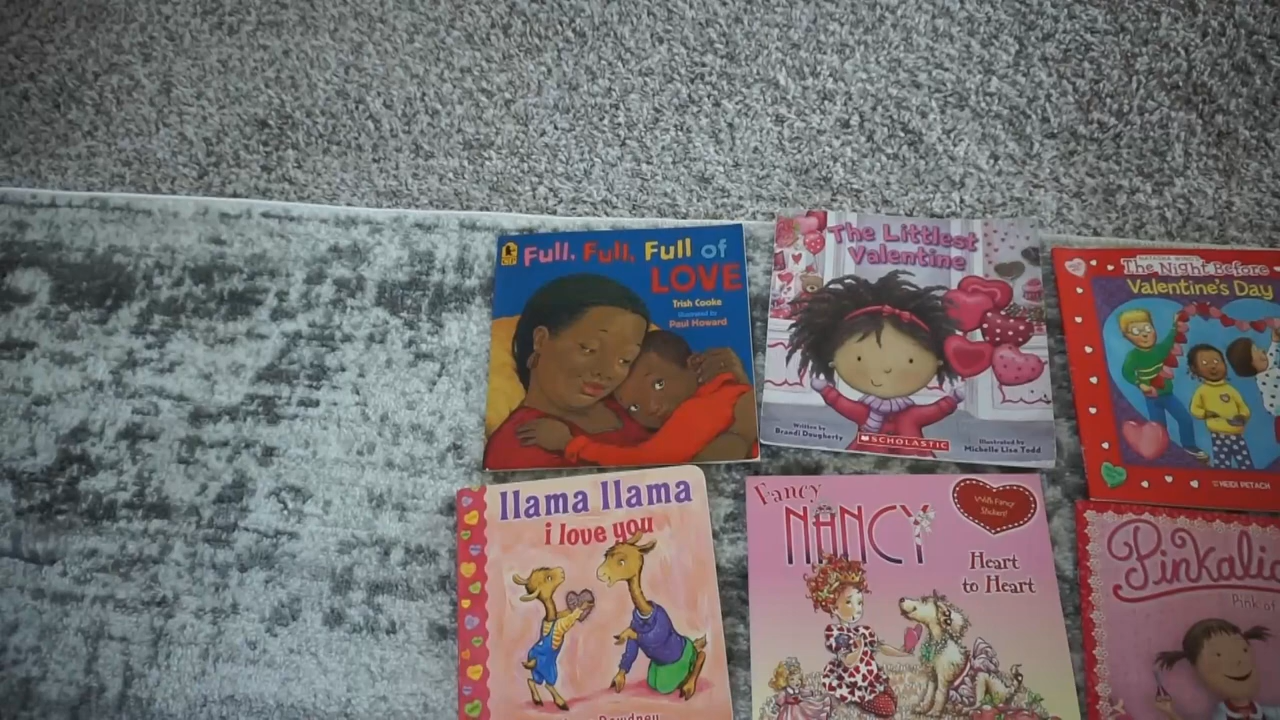 Full, Full, Full of
LOVE
Trish Cooke
illustrated by
Paul Howard
The Littlest
Valentine
Written by
Brandi Dougherty
SCHOLASTIC
Illustrated by
Michelle Lisa Todd
NATASHA WING'S
The Night Before
Valentine's Day
HEIDI PETACH
llama llama
i love you
Dewdney
Fancy
NANCY
With Fancy
Stickers!
Heart
to Heart
Pinkalic
Pink of